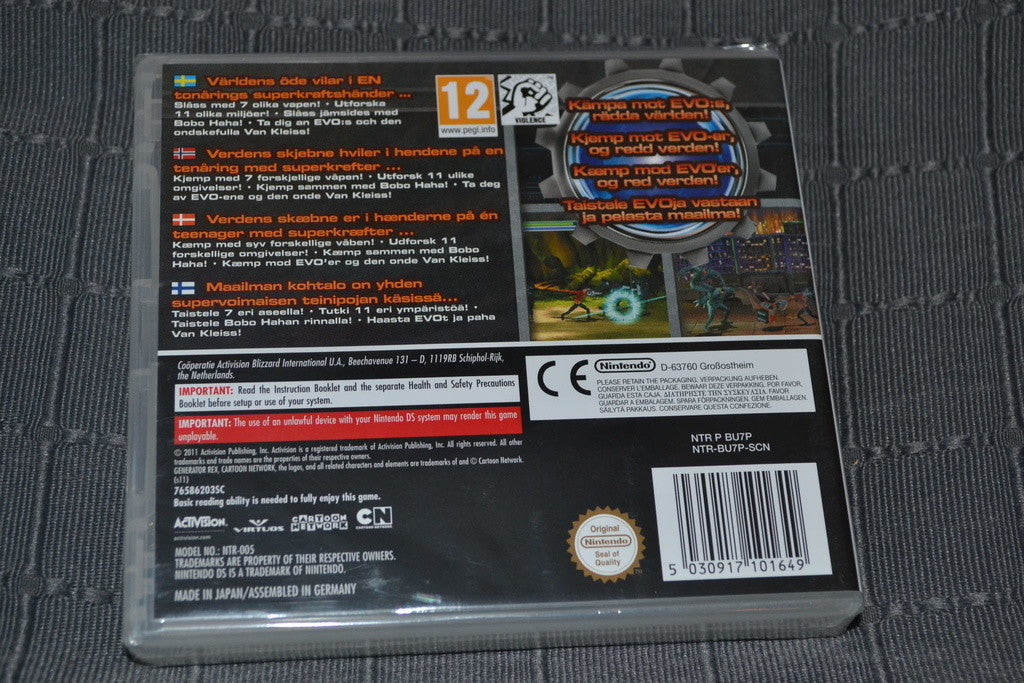 Världens öde vilar i EN
tonårings superkraftshänder ...
Slåss med 7 olika vapen! • Utforska
11 olika miljöer! • Slåss jämsides med
Bobo Haha! • Ta dig an EVO:s och den
ondskefulla Van Kleiss!
Verdens skjebne hviler i hendene på en
tenåring med superkrefter ...
Kjemp med 7 forskjellige våpen! • Utforsk 11 ulike
omgivelser! • Kjemp sammen med Bobo Haha! • Ta deg
av EVO-ene og den onde Van Kleiss!
Verdens skæbne er i hænderne på én
teenager med superkræfter ...
Kæmp med syv forskellige våben! • Udforsk 11
forskellige omgivelser! • Kæmp sammen med Bobo
Haha! • Kæmp mod EVO'er og den onde Van Kleiss!
Maailman kohtalo on yhden
supervoimaisen teinipojan käsissä...
Taistele 7 eri aseella! • Tutki 11 eri ympäristöä! •
Taistele Bobo Hahan rinnalla! • Haasta EVOt ja paha
Van Kleiss!
12
www.pegi.info
VIOLENCE
Kämpa mot EVO:s,
rädda världen!
Kjemp mot EVO-er,
og redd verden!
Kæmp mod EVO'er,
og red verden!
Taistele EVOja vastaan
ja pelasta maailma!
Coöperatie Activision Blizzard International U.A., Beechavenue 131 – D, 1119RB Schiphol-Rijk,
the Netherlands.
IMPORTANT: Read the Instruction Booklet and the separate Health and Safety Precautions
Booklet before setup or use of your system.
IMPORTANT: The use of an unlawful device with your Nintendo DS system may render this game
unplayable.
© 2011 Activision Publishing, Inc. Activision is a registered trademark of Activision Publishing, Inc. All rights reserved. All other
trademarks and trade names are the properties of their respective owners.
GENERATOR REX, CARTOON NETWORK, the logos, and all related characters and elements are trademarks of and © Cartoon Network.
(s11)
76586203SC
Basic reading ability is needed to fully enjoy this game.
ACTIVISION.
activision.com
VIRTUOS
CARTOON
NETWORK
CN
CARTOON NETWORK
MODEL NO.: NTR-005
TRADEMARKS ARE PROPERTY OF THEIR RESPECTIVE OWNERS.
NINTENDO DS IS A TRADEMARK OF NINTENDO.
MADE IN JAPAN/ASSEMBLED IN GERMANY
CE
Nintendo
D-63760 Großostheim
PLEASE RETAIN THE PACKAGING. VERPACKUNG AUFHEBEN.
CONSERVER L'EMBALLAGE. BEWAAR DEZE VERPAKKING. POR FAVOR,
GUARDAR ESTA CAJA. ΔΙΑΤΗΡΗΣΤΕ ΤΗΝ ΣΥΣΚΕΥΑΣΙΑ. FAVOR
GUARDAR A EMBALAGEM. SPARA FÖRPACKNINGEN. GEM EMBALLAGEN.
SÄILYTÄ PAKKAUS. CONSERVARE QUESTA CONFEZIONE.
NTR P BU7P
NTR-BU7P-SCN
Original
Nintendo
Seal of
Quality
TM
5 030917 101649